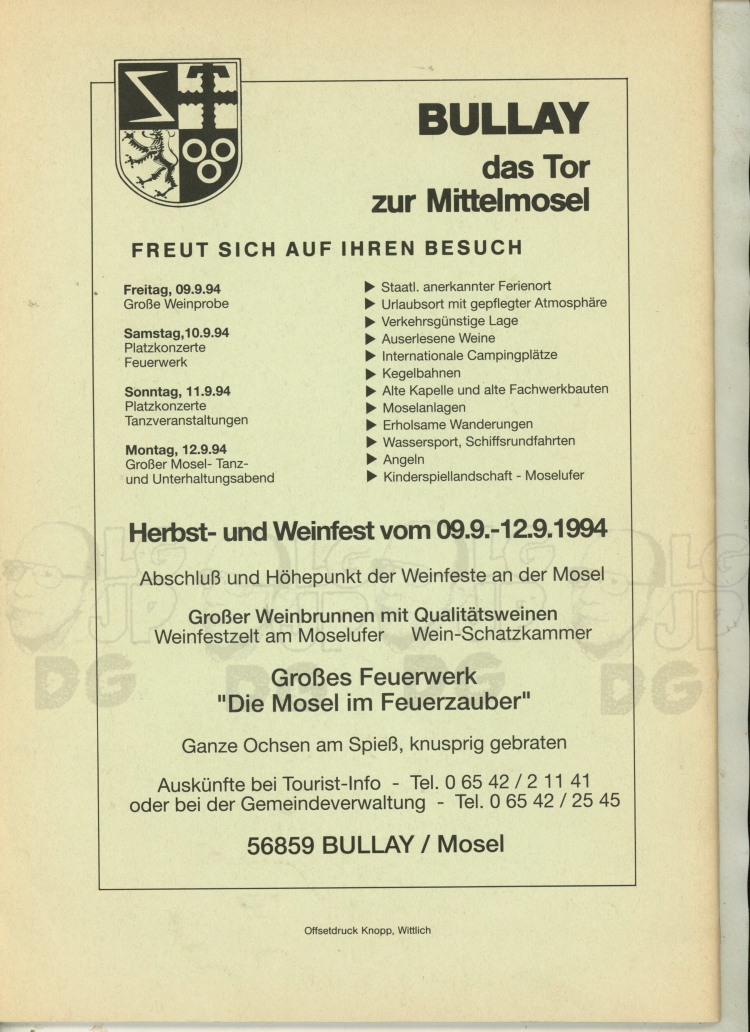 BULLAY
das Tor
zur Mittelmosel
FREUT SICH AUF IHREN BESUCH
Freitag, 09.9.94
Große Weinprobe
Samstag,10.9.94
Platzkonzerte
Feuerwerk
Sonntag, 11.9.94
Platzkonzerte
Tanzveranstaltungen
Montag, 12.9.94
Großer Mosel- Tanz-
und Unterhaltungsabend
▶ Staatl. anerkannter Ferienort
▶ Urlaubsort mit gepflegter Atmosphäre
▶ Verkehrsgünstige Lage
▶ Auserlesene Weine
▶ Internationale Campingplätze
▶ Kegelbahnen
▶ Alte Kapelle und alte Fachwerkbauten
▶ Moselanlagen
▶ Erholsame Wanderungen
▶ Wassersport, Schiffsrundfahrten
▶ Angeln
▶ Kinderspiellandschaft - Moselufer
Herbst- und Weinfest vom 09.9.-12.9.1994
Abschluß und Höhepunkt der Weinfeste an der Mosel
Großer Weinbrunnen mit Qualitätsweinen
Weinfestzelt am Moselufer Wein-Schatzkammer
Großes Feuerwerk
"Die Mosel im Feuerzauber"
Ganze Ochsen am Spieß, knusprig gebraten
Auskünfte bei Tourist-Info - Tel. 0 65 42 / 2 11 41
oder bei der Gemeindeverwaltung - Tel. 0 65 42 / 25 45
56859 BULLAY / Mosel
Offsetdruck Knopp, Wittlich
LG
JP
DG
LG
JP
DG